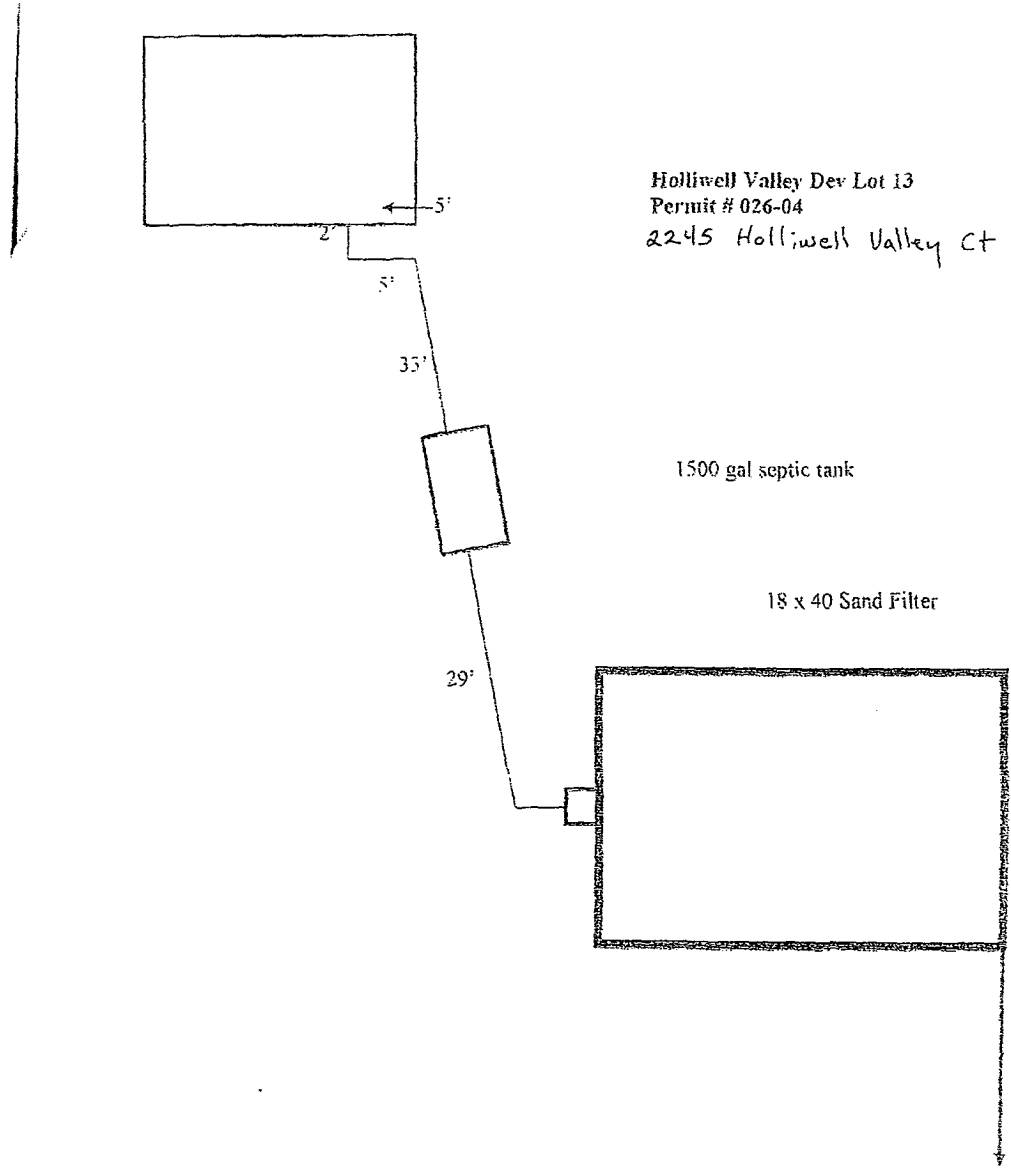 Holliwell Valley Dev Lot 13
Permit # 026-04
2245 Holliwell Valley Ct
5'
2'
5'
33'
1500 gal septic tank
18 x 40 Sand Filter
29'